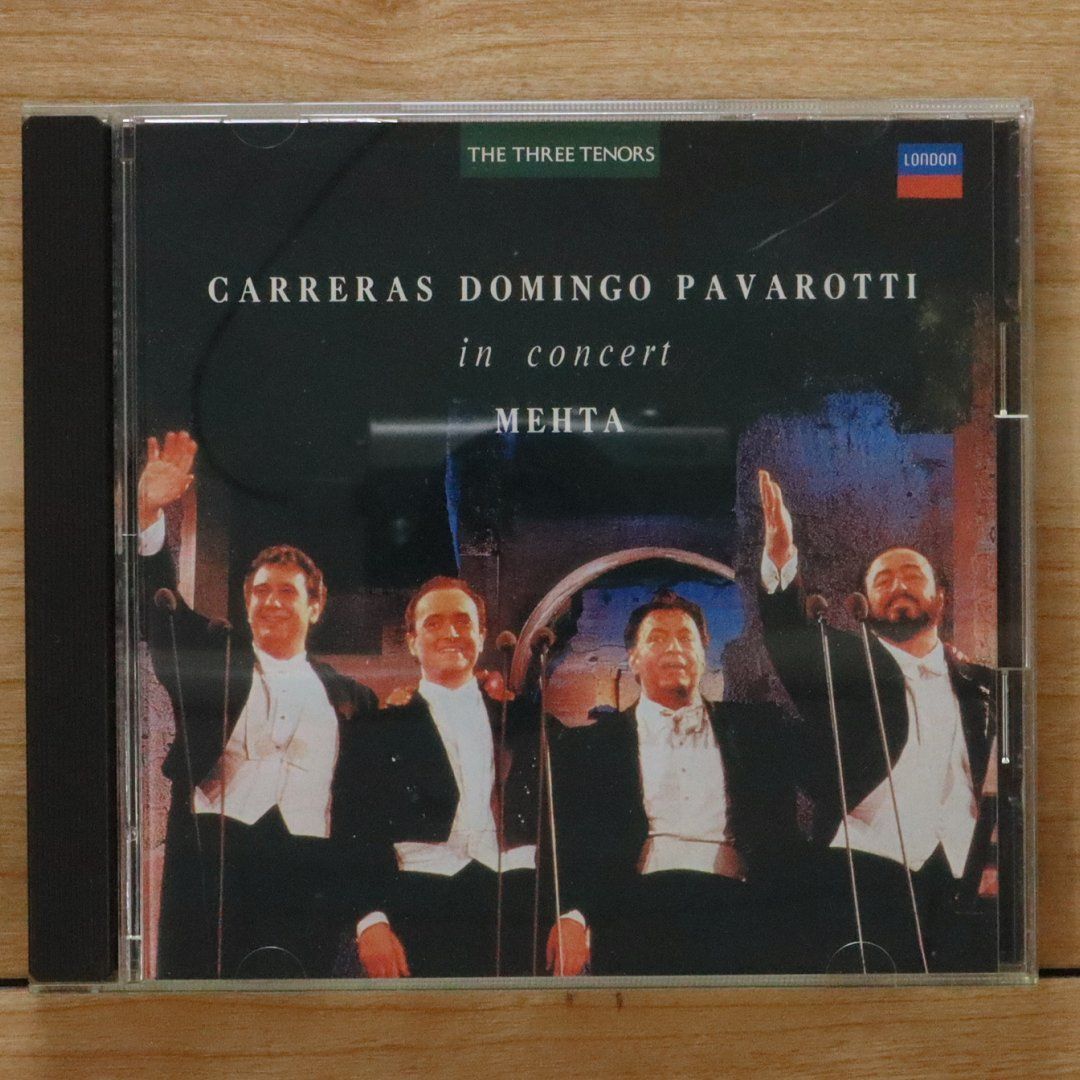 THE THREE TENORS
LONDON
CARRERAS DOMINGO PAVAROTTI
in concert
MEHTA